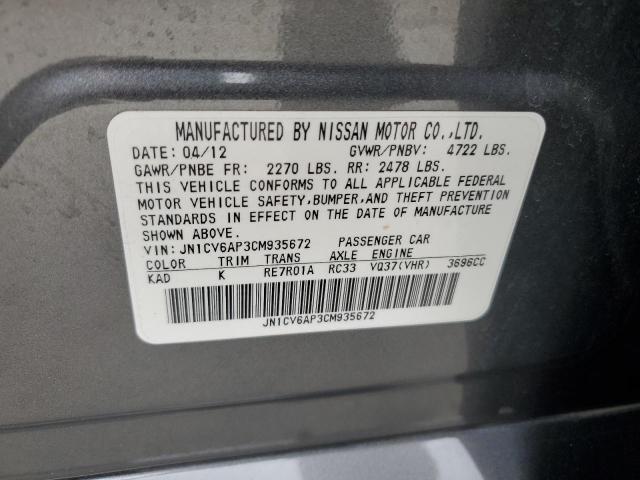 MANUFACTURED BY NISSAN MOTOR CO.,LTD.
DATE: 04/12 GVWR/PNBV: 4722 LBS.
GAWR/PNBE FR: 2270 LBS. RR: 2478 LBS.
THIS VEHICLE CONFORMS TO ALL APPLICABLE FEDERAL
MOTOR VEHICLE SAFETY,BUMPER,AND THEFT PREVENTION
STANDARDS IN EFFECT ON THE DATE OF MANUFACTURE
SHOWN ABOVE.
VIN: JN1CV6AP3CM935672 PASSENGER CAR
COLOR TRIM TRANS AXLE ENGINE
KAD K RE7R01A RC33 VQ37(VHR) 3696CC
JN1CV6AP3CM935672